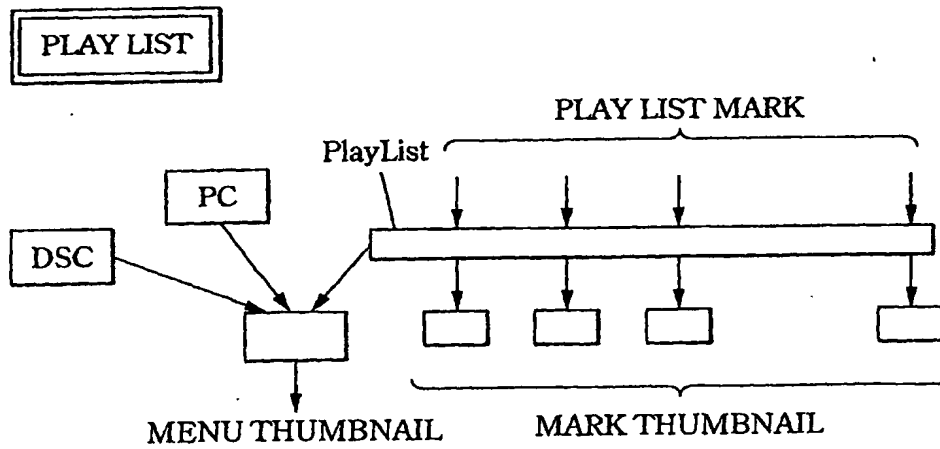 PLAY LIST
PLAY LIST MARK
PlayList
PC
DSC
MENU THUMBNAIL
MARK THUMBNAIL